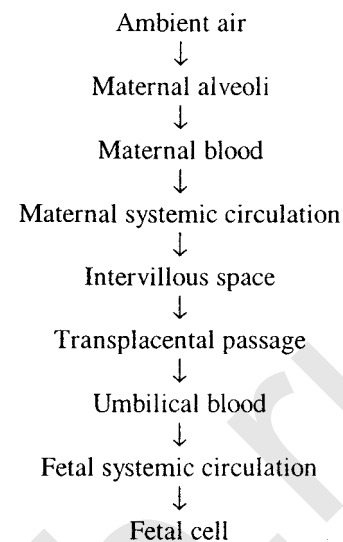 Ambient air
↓
Maternal alveoli
↓
Maternal blood
↓
Maternal systemic circulation
↓
Intervillous space
↓
Transplacental passage
↓
Umbilical blood
↓
Fetal systemic circulation
↓
Fetal cell